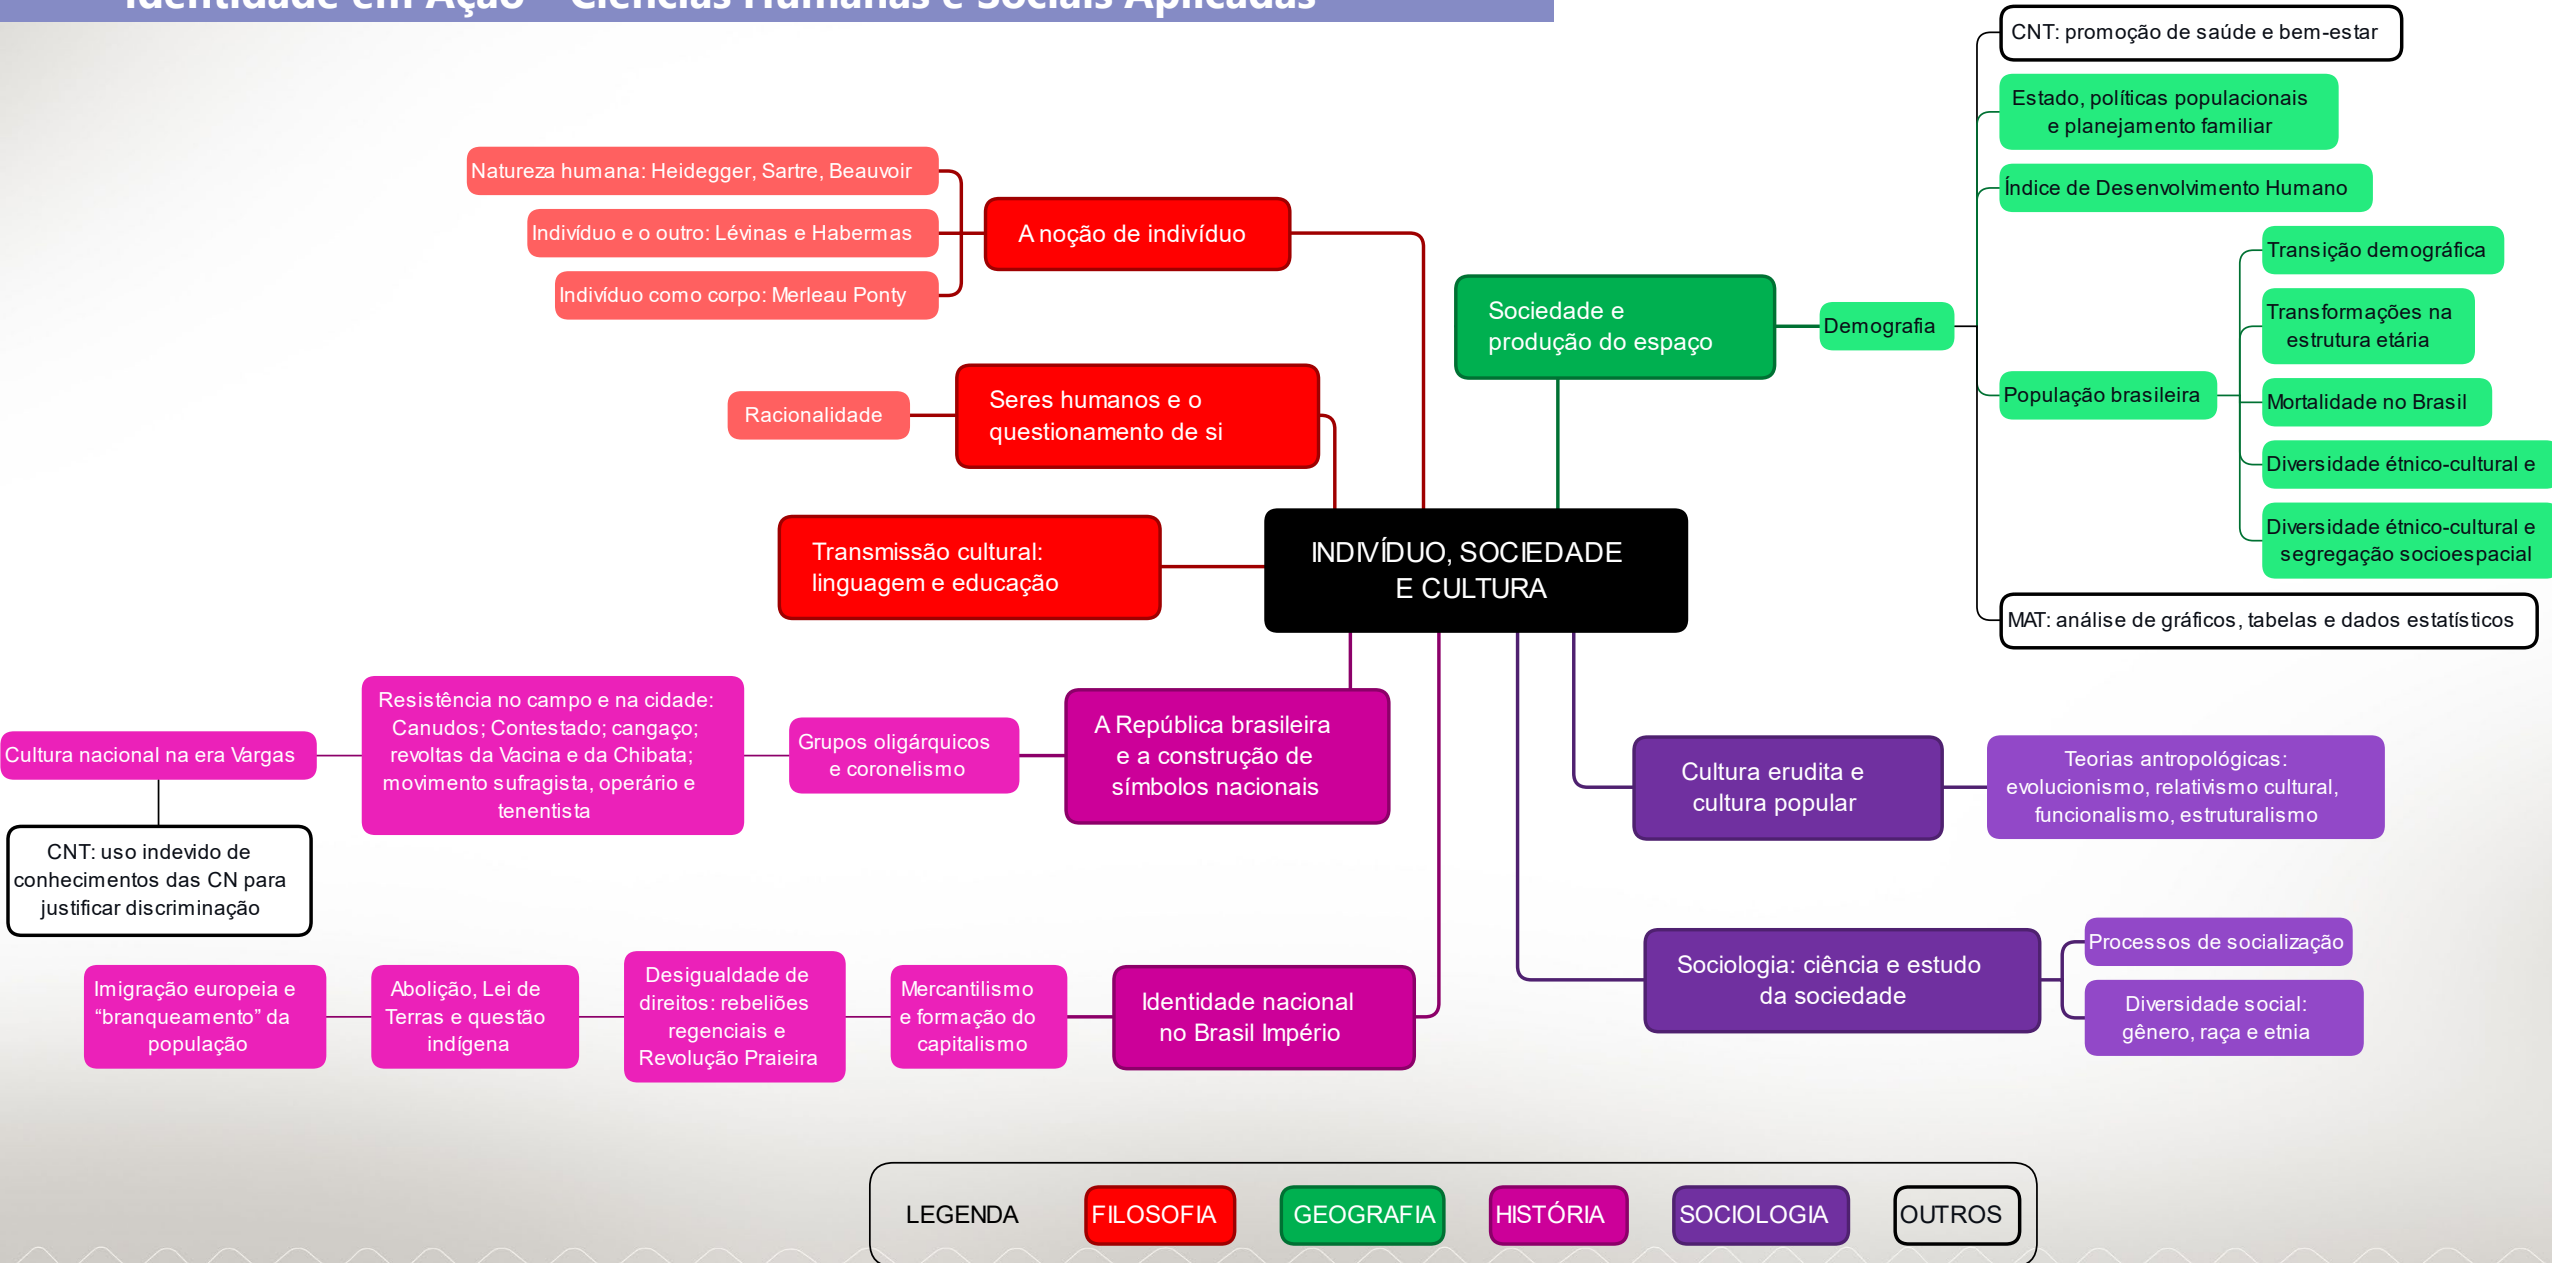 Identidade em Ação – Ciências Humanas e Sociais Aplicadas
CNT: promoção de saúde e bem-estar
Estado, políticas populacionais
e planejamento familiar
Índice de Desenvolvimento Humano
Transição demográfica
Transformações na
estrutura etária
Mortalidade no Brasil
Diversidade étnico-cultural e
Diversidade étnico-cultural e
segregação socioespacial
População brasileira
MAT: análise de gráficos, tabelas e dados estatísticos
Demografia
Sociedade e
produção do espaço
Natureza humana: Heidegger, Sartre, Beauvoir
Indivíduo e o outro: Lévinas e Habermas
Indivíduo como corpo: Merleau Ponty
A noção de indivíduo
Racionalidade
Seres humanos e o
questionamento de si
Transmissão cultural:
linguagem e educação
INDIVÍDUO, SOCIEDADE
E CULTURA
Cultura nacional na era Vargas
CNT: uso indevido de
conhecimentos das CN para
justificar discriminação
Resistência no campo e na cidade:
Canudos; Contestado; cangaço;
revoltas da Vacina e da Chibata;
movimento sufragista, operário e
tenentista
Grupos oligárquicos
e coronelismo
A República brasileira
e a construção de
símbolos nacionais
Cultura erudita e
cultura popular
Teorias antropológicas:
evolucionismo, relativismo cultural,
funcionalismo, estruturalismo
Imigração europeia e
“branqueamento” da
população
Abolição, Lei de
Terras e questão
indígena
Desigualdade de
direitos: rebeliões
regenciais e
Revolução Praieira
Mercantilismo
e formação do
capitalismo
Identidade nacional
no Brasil Império
Sociologia: ciência e estudo
da sociedade
Processos de socialização
Diversidade social:
gênero, raça e etnia
LEGENDA
FILOSOFIA
GEOGRAFIA
HISTÓRIA
SOCIOLOGIA
OUTROS